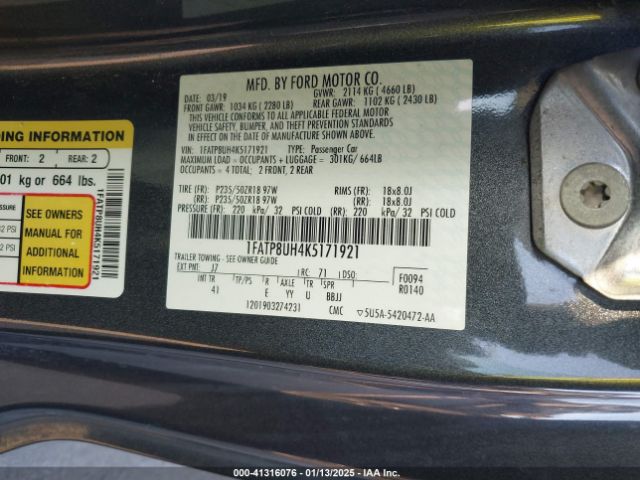 DING INFORMATION
FRONT: 2 REAR: 2
01 kg or 664 lbs.
SEE OWNERS
MANUAL FOR
ADDITIONAL
INFORMATION
1FATP8UH4K5171921
MFD. BY FORD MOTOR CO.
DATE: 03/19 GVWR: 2114 KG ( 4660 LB)
FRONT GAWR: 1034 KG ( 2280 LB) REAR GAWR: 1102 KG ( 2430 LB)
THIS VEHICLE CONFORMS TO ALL APPLICABLE FEDERAL MOTOR
VEHICLE SAFETY, BUMPER, AND THEFT PREVENTION STANDARDS
IN EFFECT ON THE DATE OF MANUFACTURE SHOWN ABOVE.
VIN: 1FATP8UH4K5171921 TYPE: Passenger Car
MAXIMUM LOAD = OCCUPANTS + LUGGAGE = 301KG/ 664LB
OCCUPANTS = 4 TOTAL: 2 FRONT, 2 REAR
TIRE (FR): P235/50ZR18 97W RIMS (FR): 18x8.0J
(RR): P235/50ZR18 97W (RR): 18x8.0J
PRESSURE (FR): 220 kPa/ 32 PSI COLD (RR): 220 kPa/ 32 PSI COLD
1FATP8UH4K5171921
TRAILER TOWING - SEE OWNER GUIDE
EXT PNT: J7 RC: 71 DSO: F0094
INT TR TP/PS R AXLE TR SPR R0140
41 E YY U BBJJ
1201903274231 CMC ▽5U5A-5420472-AA
00-41316076 | 01/13/2025 | IAA Inc. |